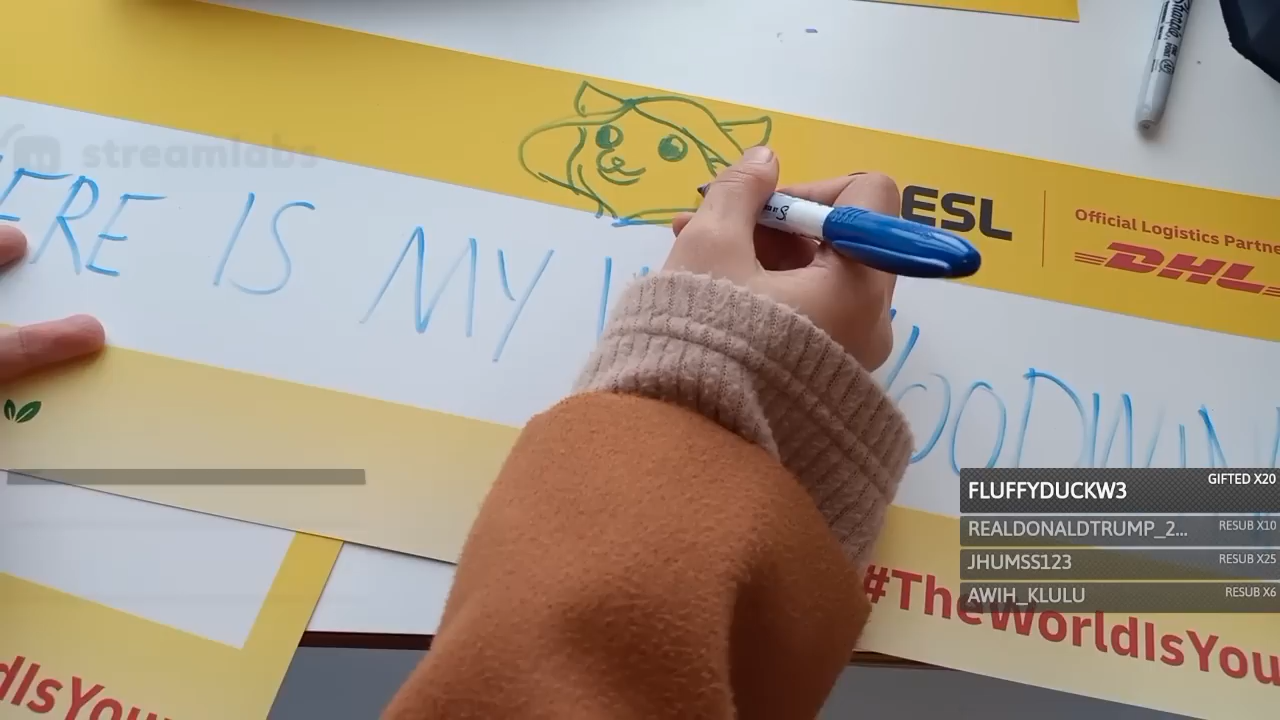 streamlabs
ERE IS MY
ESL
Official Logistics Partne
DHL
OODWIN
FLUFFYDUCKW3 GIFTED X20
REALDONALDTRUMP_2... RESUB X10
JHUMSS123 RESUB X25
AWIH_KLULU RESUB X6
#TheWorldIsYou
dIsYou